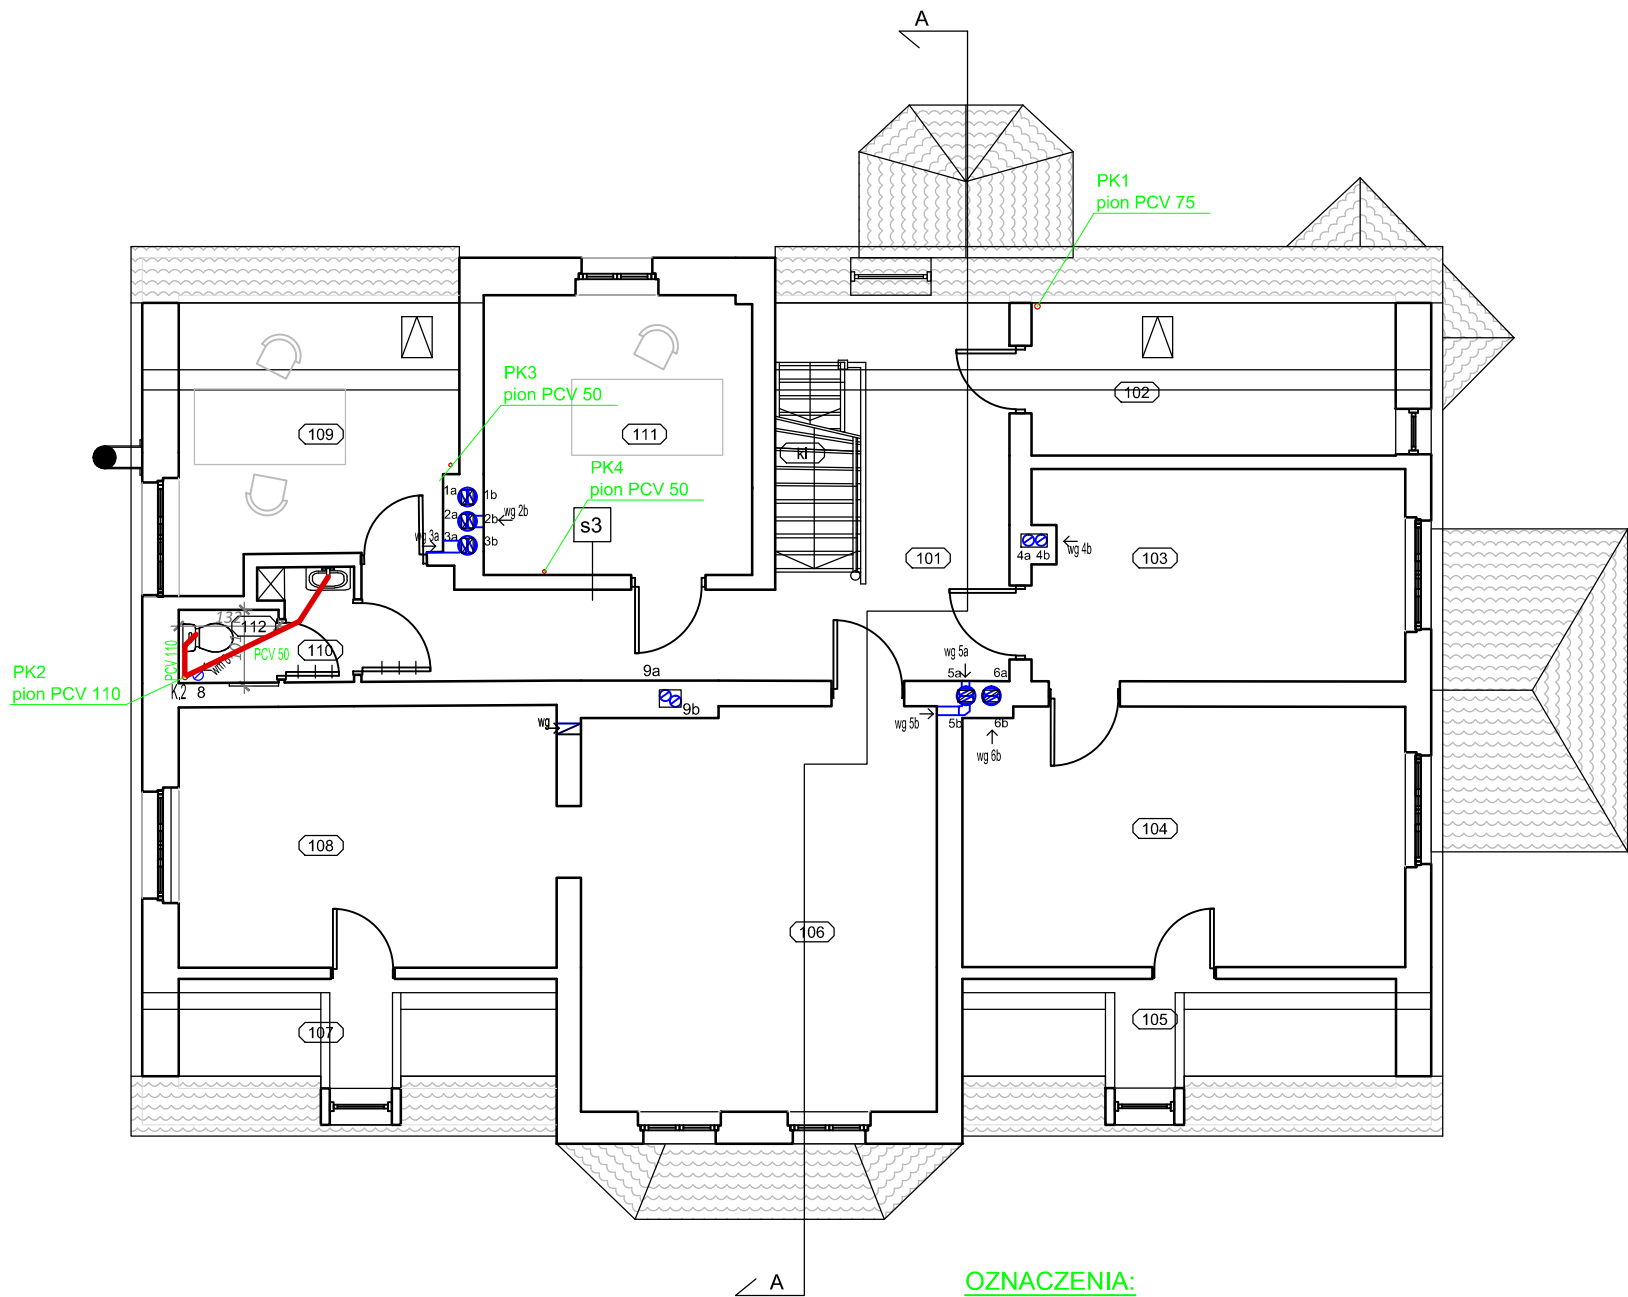 A
PK1
pion PCV 75
PK3
pion PCV 50
102
109
111
kl
PK4
pion PCV 50
1a 1b
2a 2b wg 2b
s3
wg 3a 3a 3b
101
4a 4b wg 4b
103
132
112
110
PCV 110
PCV 50
PK2
pion PCV 110
K.2 8
9a
9b
wg 5a
5a 6a
wg 5b 5b 6b
wg 6b
wg
108
104
106
107
105
A
OZNACZENIA: